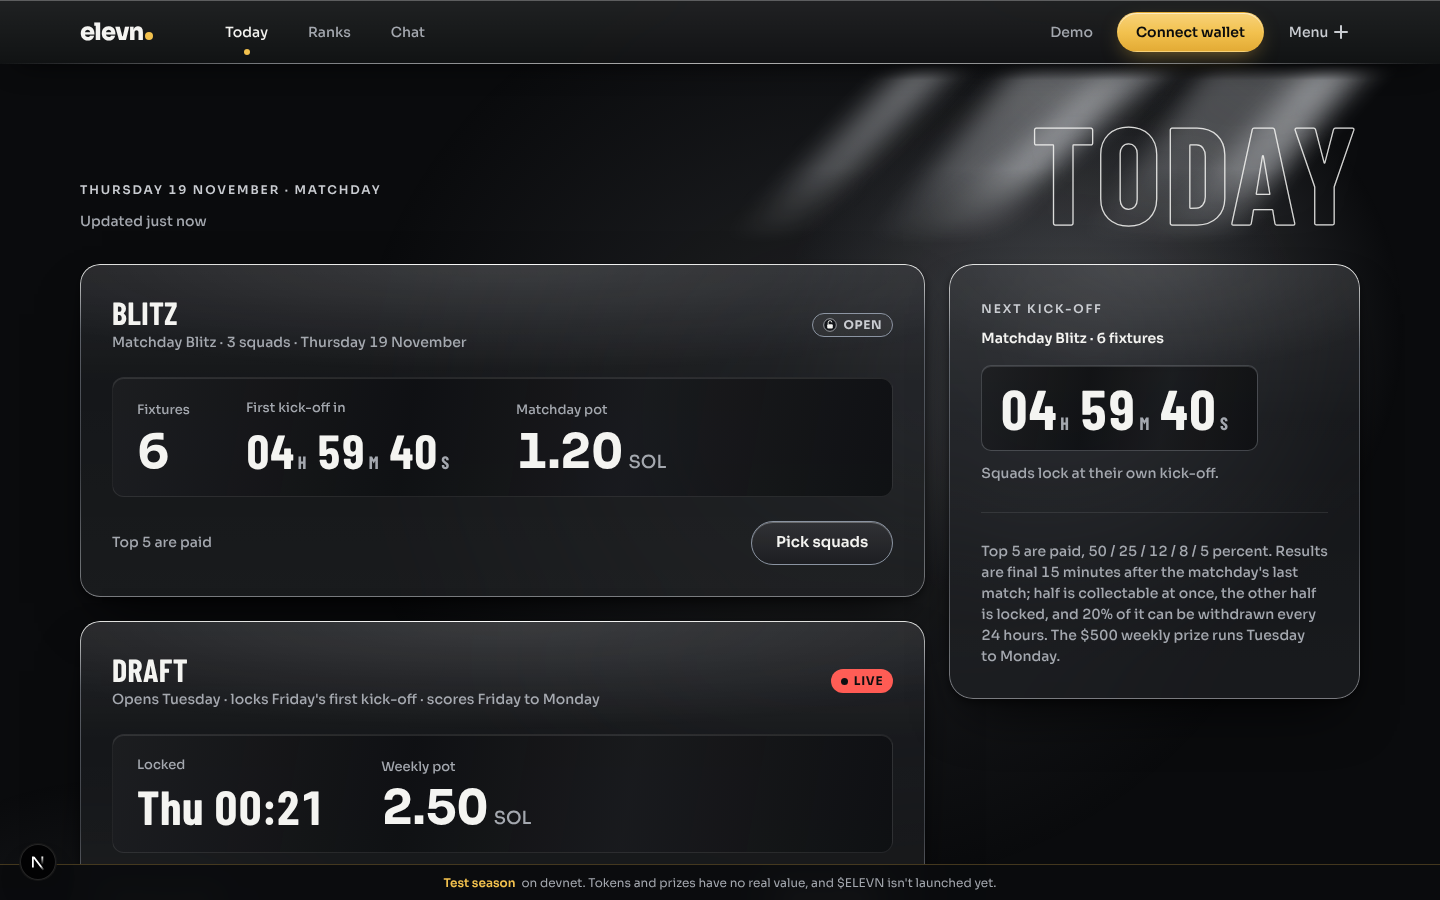 elevn.
Today
Ranks
Chat
Demo
Connect wallet
Menu
TODAY
THURSDAY 19 NOVEMBER · MATCHDAY
Updated just now
BLITZ
Matchday Blitz · 3 squads · Thursday 19 November
OPEN
Fixtures
6
First kick-off in
04 H 59 M 40 S
Matchday pot
1.20 SOL
Top 5 are paid
Pick squads
NEXT KICK-OFF
Matchday Blitz · 6 fixtures
04 H 59 M 40 S
Squads lock at their own kick-off.
Top 5 are paid, 50 / 25 / 12 / 8 / 5 percent. Results
are final 15 minutes after the matchday's last
match; half is collectable at once, the other half
is locked, and 20% of it can be withdrawn every
24 hours. The $500 weekly prize runs Tuesday
to Monday.
DRAFT
Opens Tuesday · locks Friday's first kick-off · scores Friday to Monday
LIVE
Locked
Thu 00:21
Weekly pot
2.50 SOL
N
Test season on devnet. Tokens and prizes have no real value, and $ELEVN isn't launched yet.